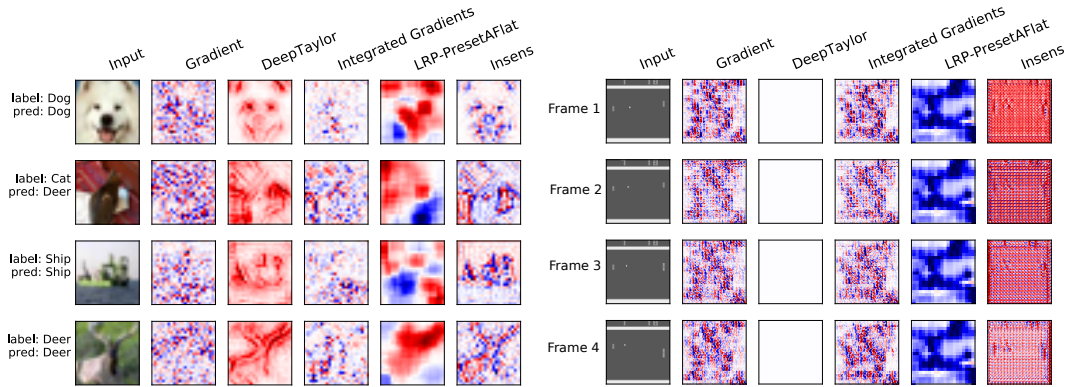 Input
Gradient
DeepTaylor
Integrated Gradients
LRP-PresetAFlat
Insens
label: Dog
pred: Dog
label: Cat
pred: Deer
label: Ship
pred: Ship
label: Deer
pred: Deer
Input
Gradient
DeepTaylor
Integrated Gradients
LRP-PresetAFlat
Insens
Frame 1
Frame 2
Frame 3
Frame 4